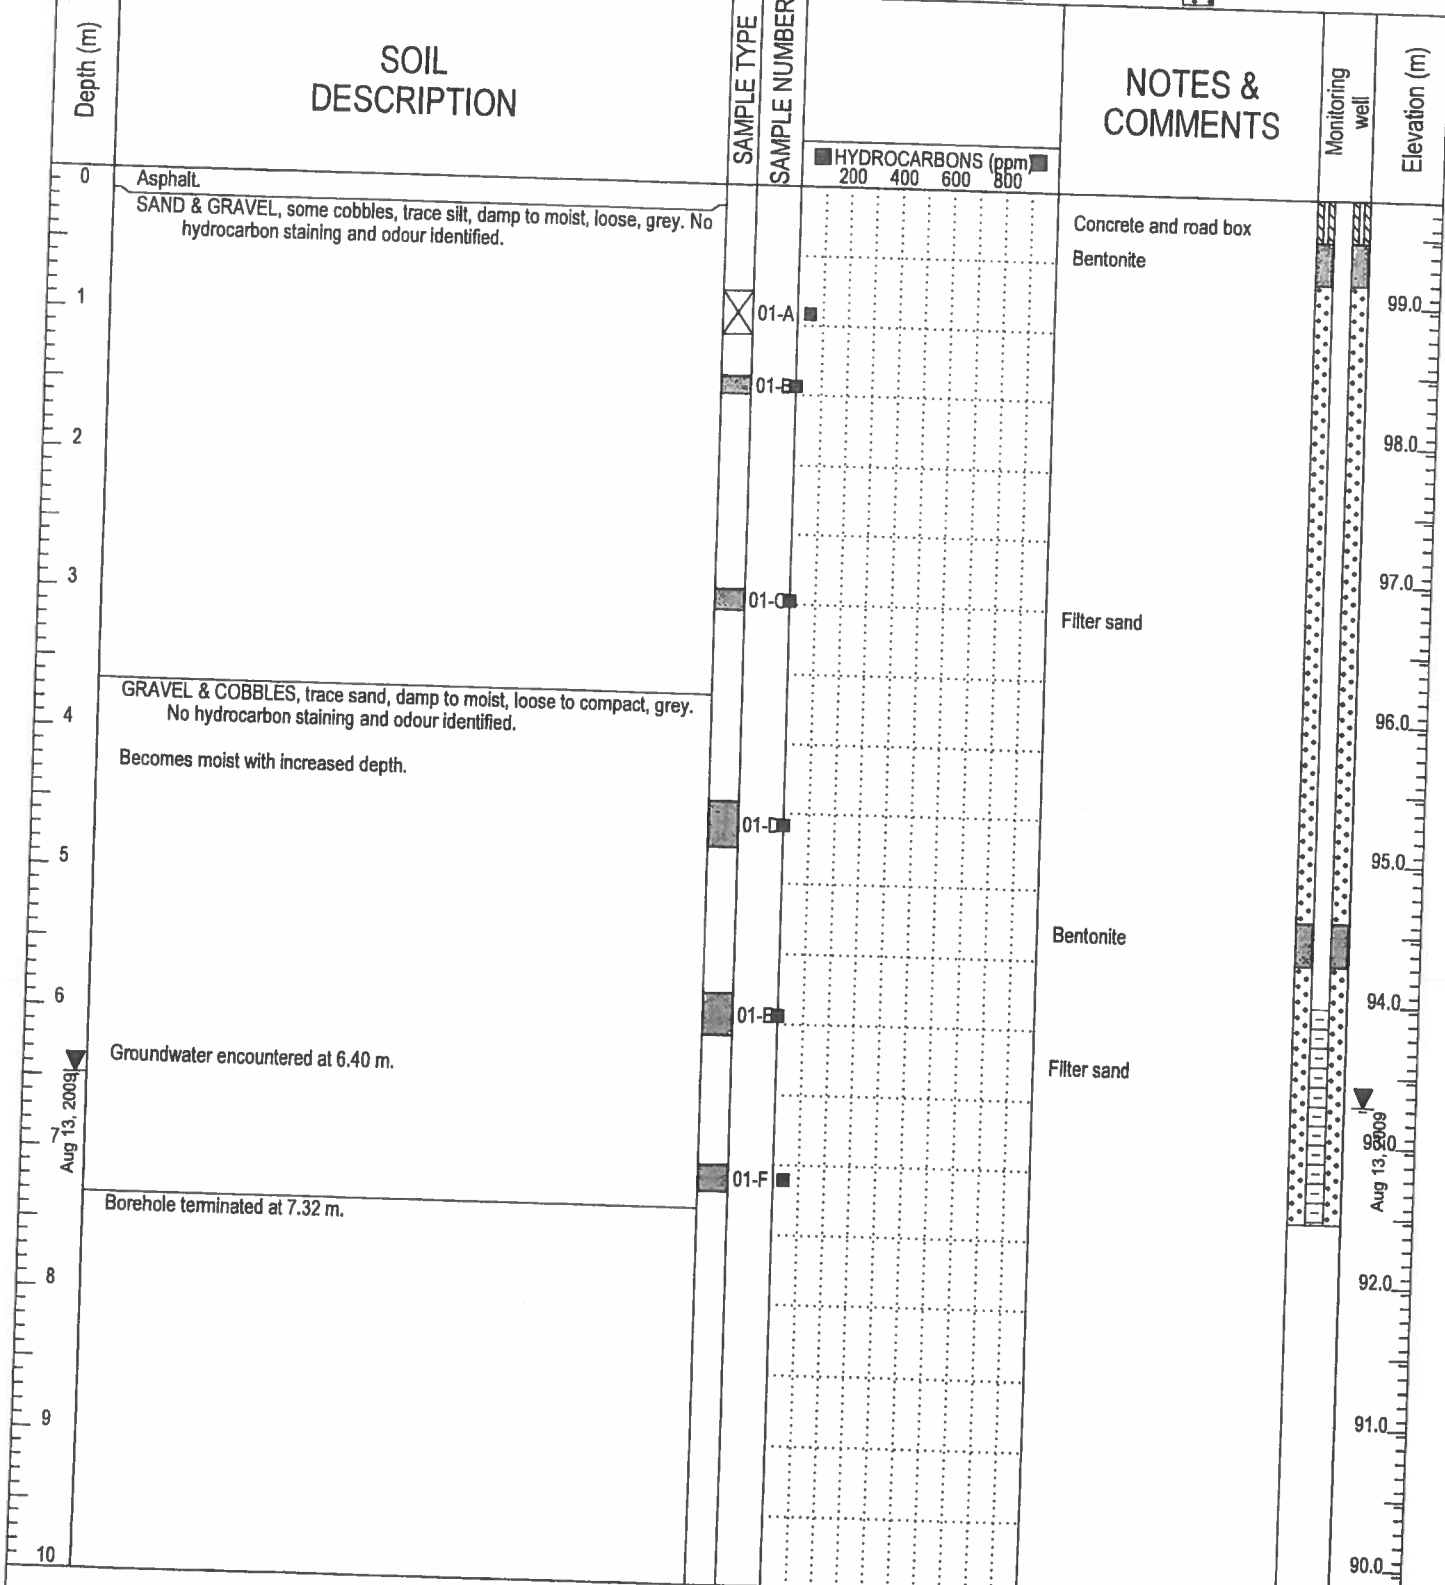 Depth (m)
SOIL
DESCRIPTION
SAMPLE TYPE
SAMPLE NUMBER
HYDROCARBONS (ppm)
200 400 600 800
NOTES &
COMMENTS
Monitoring
well
Elevation (m)
0
Asphalt.
SAND & GRAVEL, some cobbles, trace silt, damp to moist, loose, grey. No
hydrocarbon staining and odour identified.
Concrete and road box
Bentonite
1
01-A
99.0
01-B
2
98.0
3
01-C
97.0
Filter sand
GRAVEL & COBBLES, trace sand, damp to moist, loose to compact, grey.
No hydrocarbon staining and odour identified.
4
96.0
Becomes moist with increased depth.
01-D
5
95.0
Bentonite
6
01-E
94.0
Groundwater encountered at 6.40 m.
Filter sand
Aug 13, 2009
7
93.0
Aug 13, 2009
01-F
Borehole terminated at 7.32 m.
8
92.0
9
91.0
10
90.0